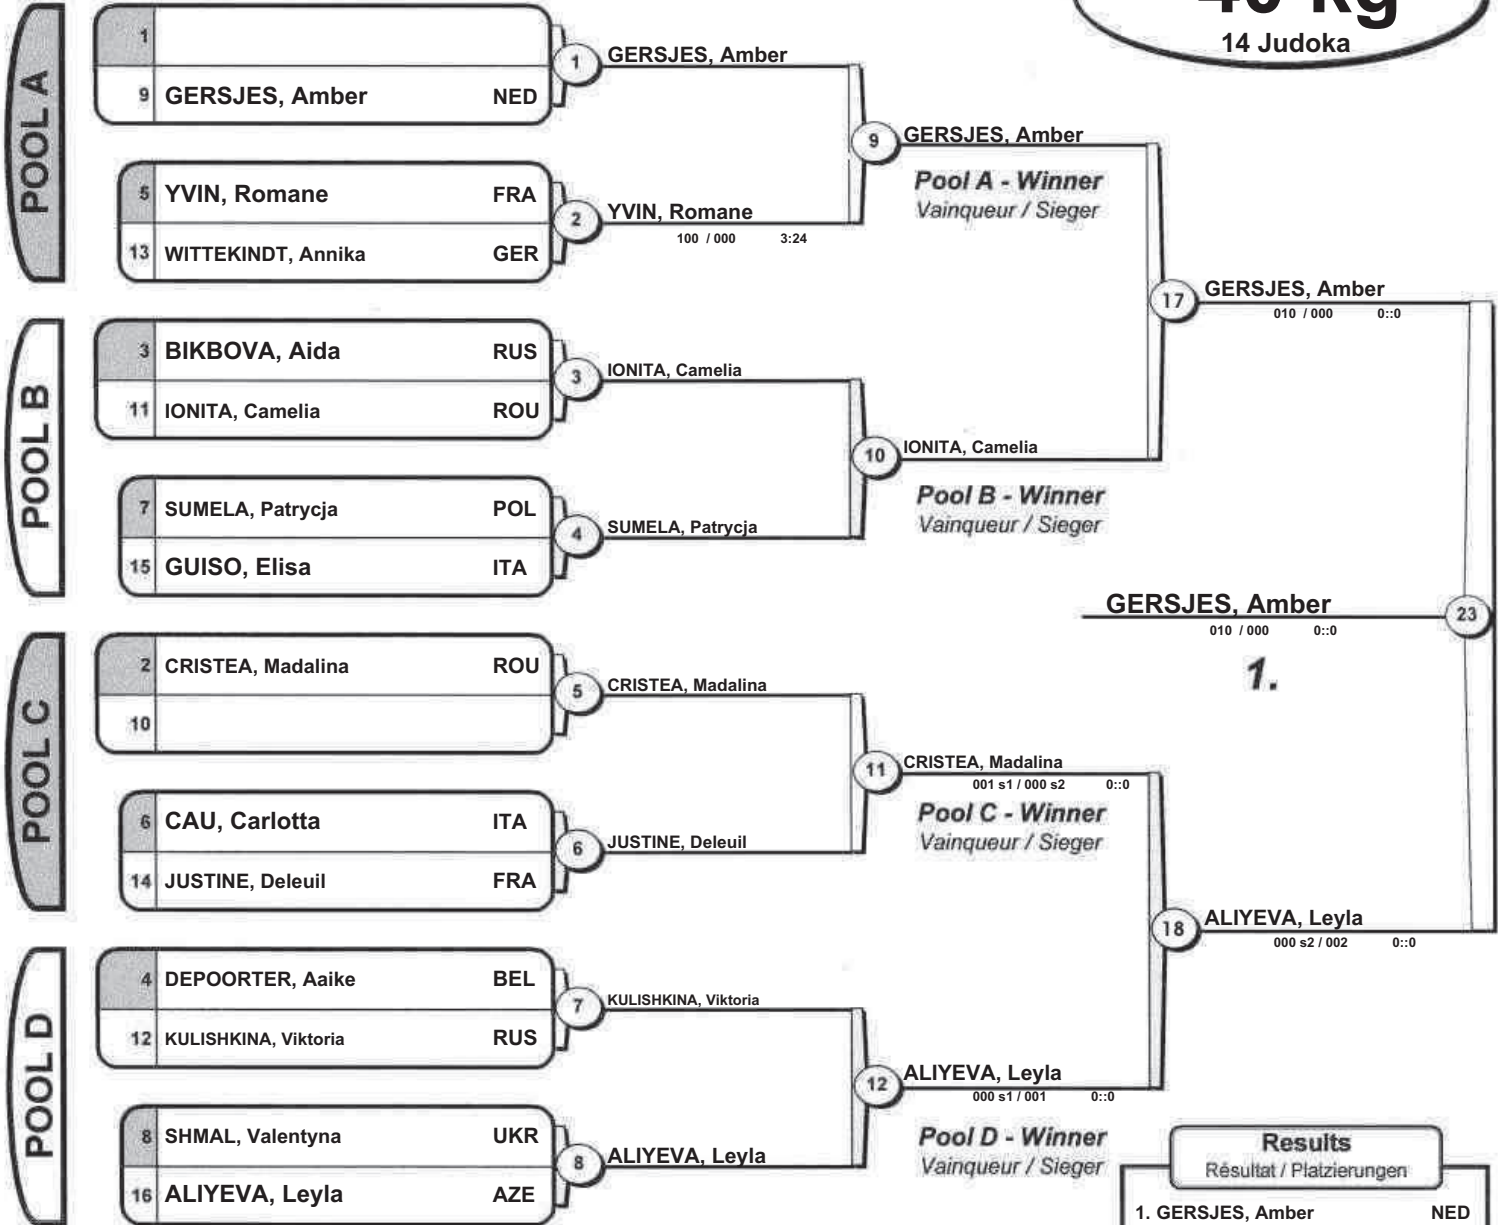 40 kg
14 Judoka
POOL A
1
9 GERSJES, Amber NED
1 GERSJES, Amber
5 YVIN, Romane FRA
13 WITTEKINDT, Annika GER
2 YVIN, Romane
100 / 000 3:24
9 GERSJES, Amber
Pool A - Winner
Vainqueur / Sieger
17 GERSJES, Amber
010 / 000 0::0
POOL B
3 BIKBOVA, Aida RUS
11 IONITA, Camelia ROU
3 IONITA, Camelia
7 SUMELA, Patrycja POL
15 GUISO, Elisa ITA
4 SUMELA, Patrycja
10 IONITA, Camelia
Pool B - Winner
Vainqueur / Sieger
GERSJES, Amber 23
010 / 000 0::0
1.
POOL C
2 CRISTEA, Madalina ROU
10
5 CRISTEA, Madalina
6 CAU, Carlotta ITA
14 JUSTINE, Deleuil FRA
6 JUSTINE, Deleuil
11 CRISTEA, Madalina
001 s1 / 000 s2 0::0
Pool C - Winner
Vainqueur / Sieger
18 ALIYEVA, Leyla
000 s2 / 002 0::0
POOL D
4 DEPOORTER, Aaike BEL
12 KULISHKINA, Viktoria RUS
7 KULISHKINA, Viktoria
8 SHMAL, Valentyna UKR
16 ALIYEVA, Leyla AZE
8 ALIYEVA, Leyla
12 ALIYEVA, Leyla
000 s1 / 001 0::0
Pool D - Winner
Vainqueur / Sieger
Results
Résultat / Platzierungen
1. GERSJES, Amber NED